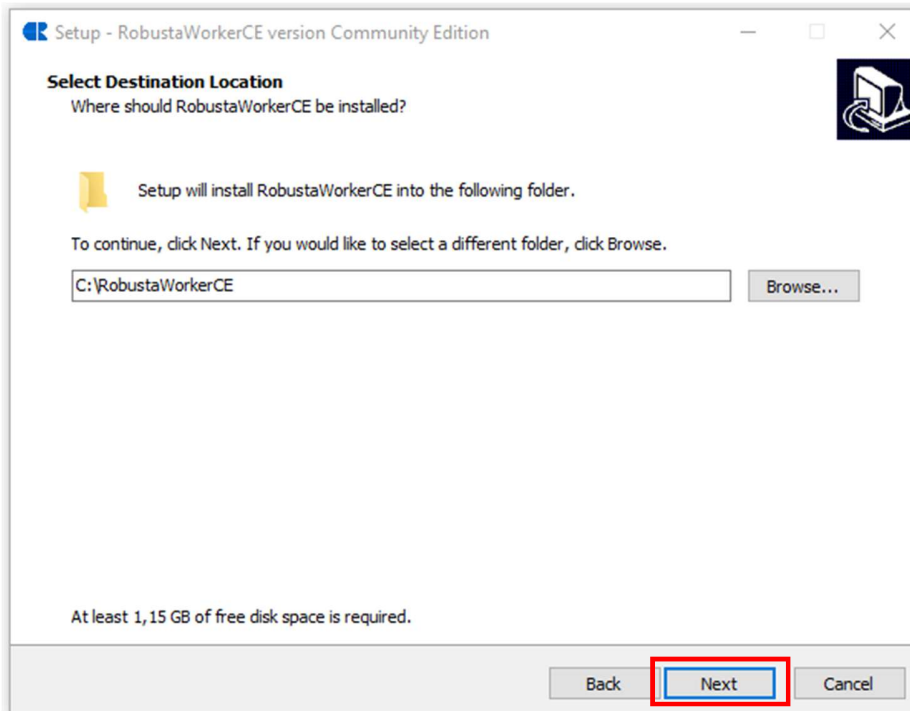 Setup - RobustaWorkerCE version Community Edition
Select Destination Location
Where should RobustaWorkerCE be installed?
Setup will install RobustaWorkerCE into the following folder.
To continue, click Next. If you would like to select a different folder, click Browse.
C:\RobustaWorkerCE
Browse...
At least 1,15 GB of free disk space is required.
Back
Next
Cancel